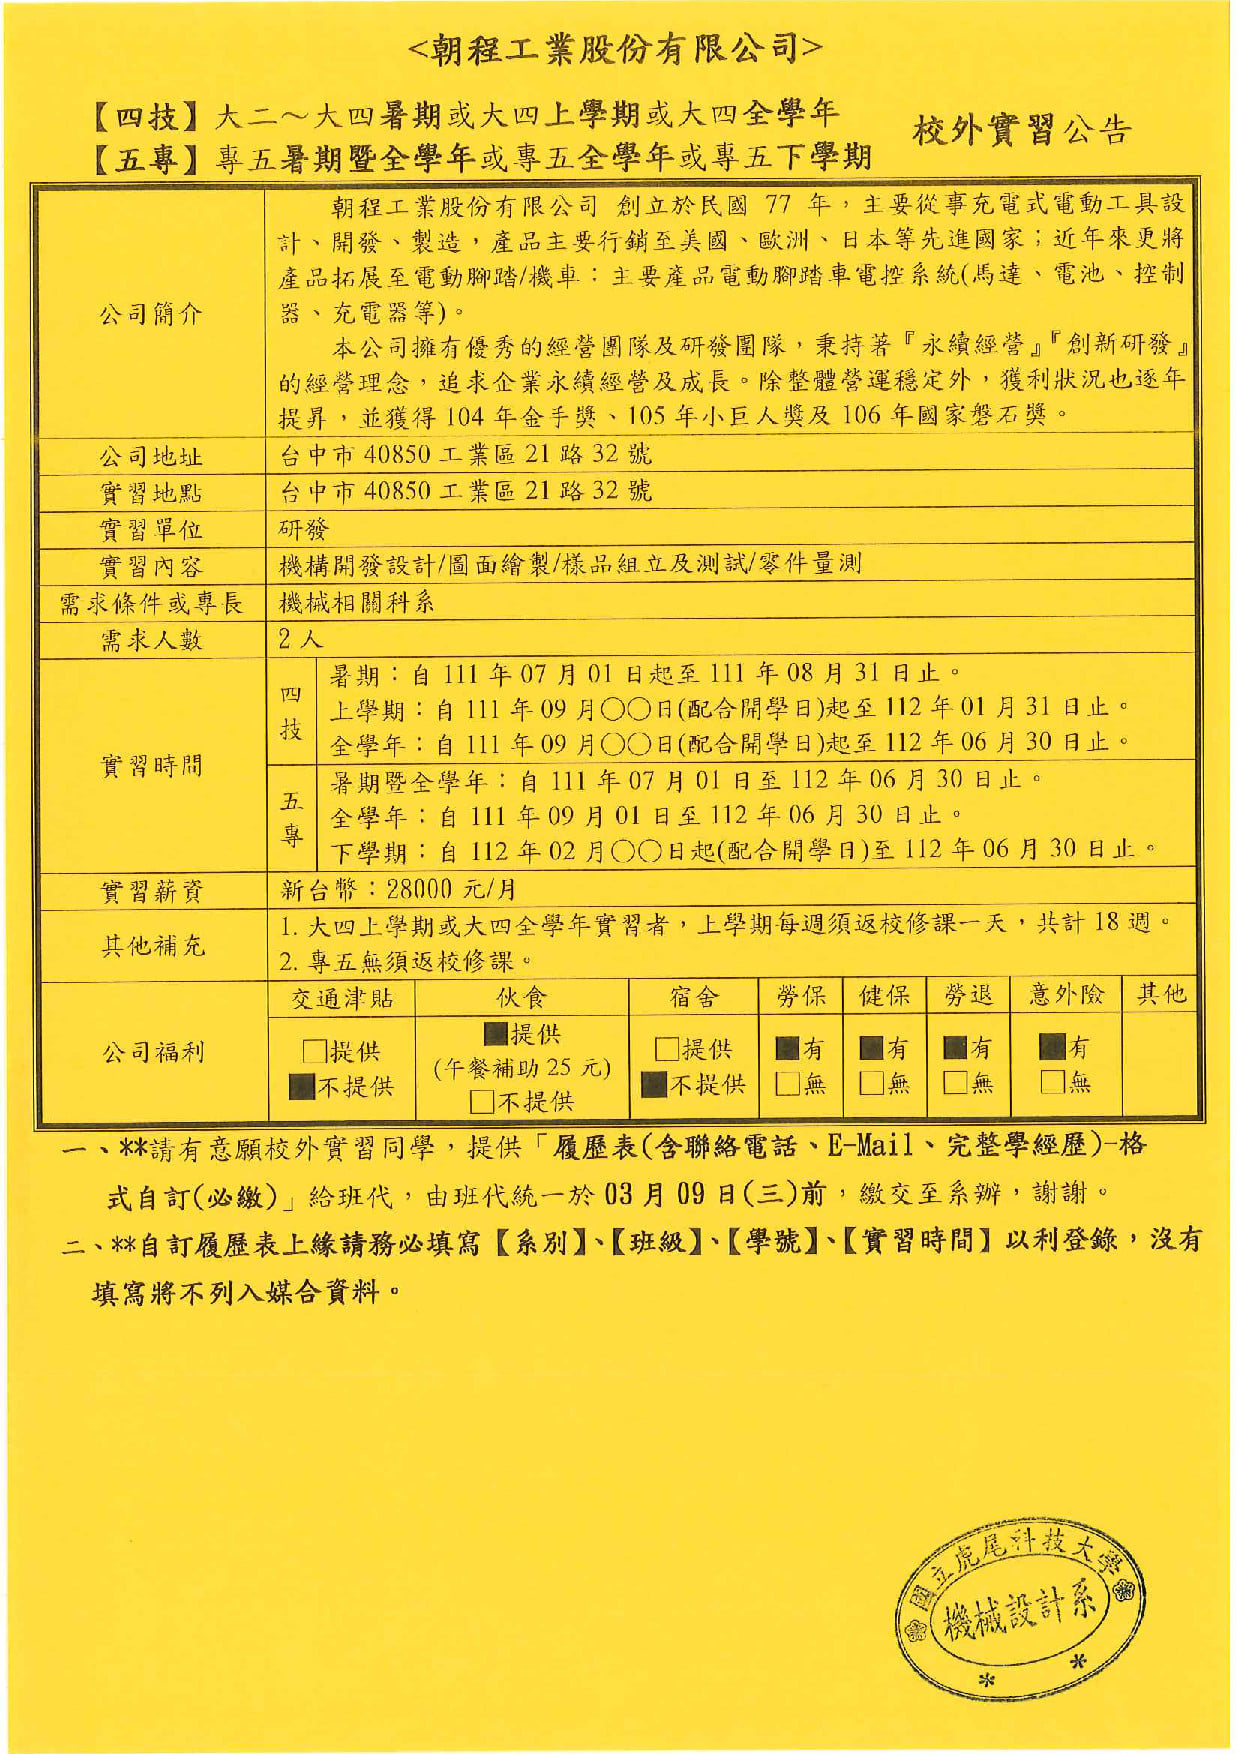 <朝程工業股份有限公司>
【四技】大二～大四暑期或大四上學期或大四全學年
【五專】專五暑期暨全學年或專五全學年或專五下學期
校外實習公告
公司簡介
朝程工業股份有限公司 創立於民國 77 年，主要從事充電式電動工具設
計、開發、製造，產品主要行銷至美國、歐洲、日本等先進國家；近年來更將
產品拓展至電動腳踏/機車：主要產品電動腳踏車電控系統(馬達、電池、控制
器、充電器等)。
本公司擁有優秀的經營團隊及研發團隊，秉持著『永續經營』『創新研發』
的經營理念，追求企業永續經營及成長。除整體營運穩定外，獲利狀況也逐年
提昇，並獲得 104 年金手獎、105 年小巨人獎及 106 年國家磐石獎。
公司地址 台中市 40850 工業區 21 路 32 號
實習地點 台中市 40850 工業區 21 路 32 號
實習單位 研發
實習內容 機構開發設計/圖面繪製/樣品組立及測試/零件量測
需求條件或專長 機械相關科系
需求人數 2 人
實習時間
四技
暑期：自 111 年 07 月 01 日起至 111 年 08 月 31 日止。
上學期：自 111 年 09 月○○日(配合開學日)起至 112 年 01 月 31 日止。
全學年：自 111 年 09 月○○日(配合開學日)起至 112 年 06 月 30 日止。
五專
暑期暨全學年：自 111 年 07 月 01 日至 112 年 06 月 30 日止。
全學年：自 111 年 09 月 01 日至 112 年 06 月 30 日止。
下學期：自 112 年 02 月○○日起(配合開學日)至 112 年 06 月 30 日止。
實習薪資 新台幣：28000 元/月
其他補充
1. 大四上學期或大四全學年實習者，上學期每週須返校修課一天，共計 18 週。
2. 專五無須返校修課。
公司福利
交通津貼 伙食 宿舍 勞保 健保 勞退 意外險 其他
□提供
■不提供
■提供
(午餐補助 25 元)
□不提供
□提供
■不提供
■有
□無
■有
□無
■有
□無
■有
□無
一、**請有意願校外實習同學，提供「履歷表(含聯絡電話、E-Mail、完整學經歷)-格
式自訂(必繳)」給班代，由班代統一於 03 月 09 日(三)前，繳交至系辦，謝謝。
二、**自訂履歷表上緣請務必填寫【系別】、【班級】、【學號】、【實習時間】以利登錄，沒有
填寫將不列入媒合資料。
國立虎尾科技大學
機械設計系